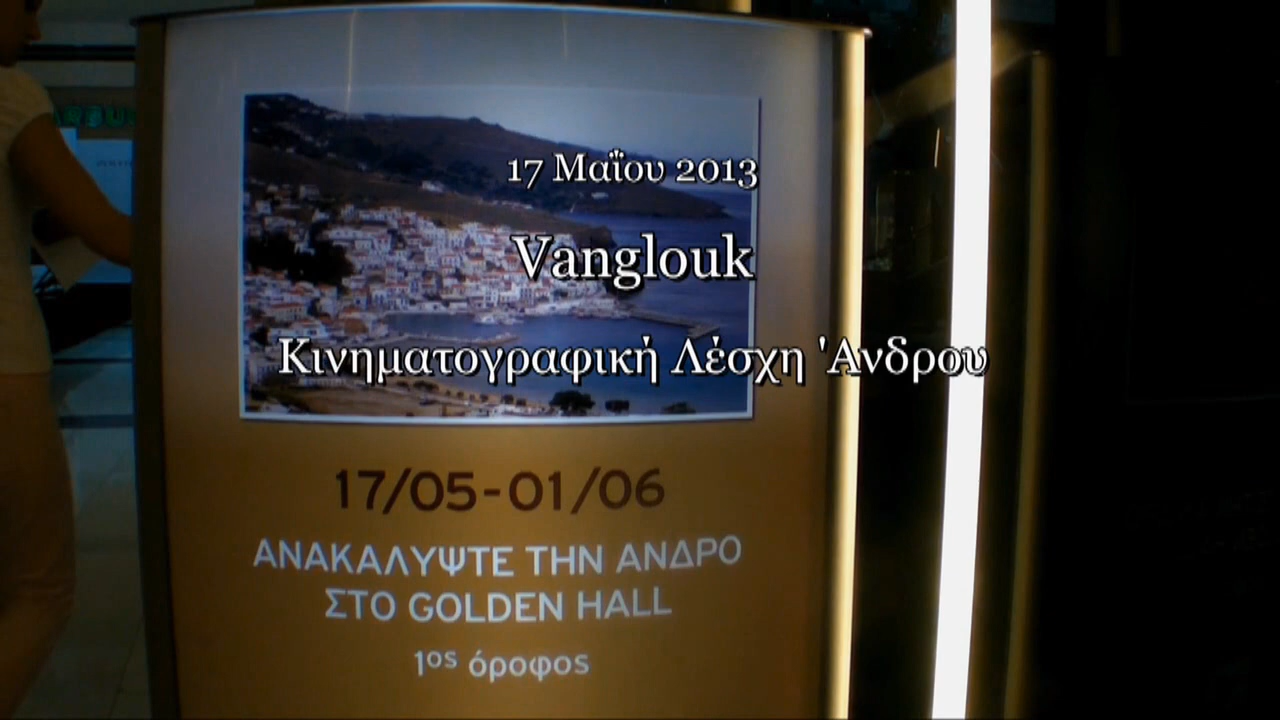 17 Μαΐου 2013
Vanglouk
Κινηματογραφική Λέσχη 'Ανδρου
17/05-01/06
ΑΝΑΚΑΛΥΨΤΕ ΤΗΝ ΑΝΔΡΟ
ΣΤΟ GOLDEN HALL
1ος όροφος